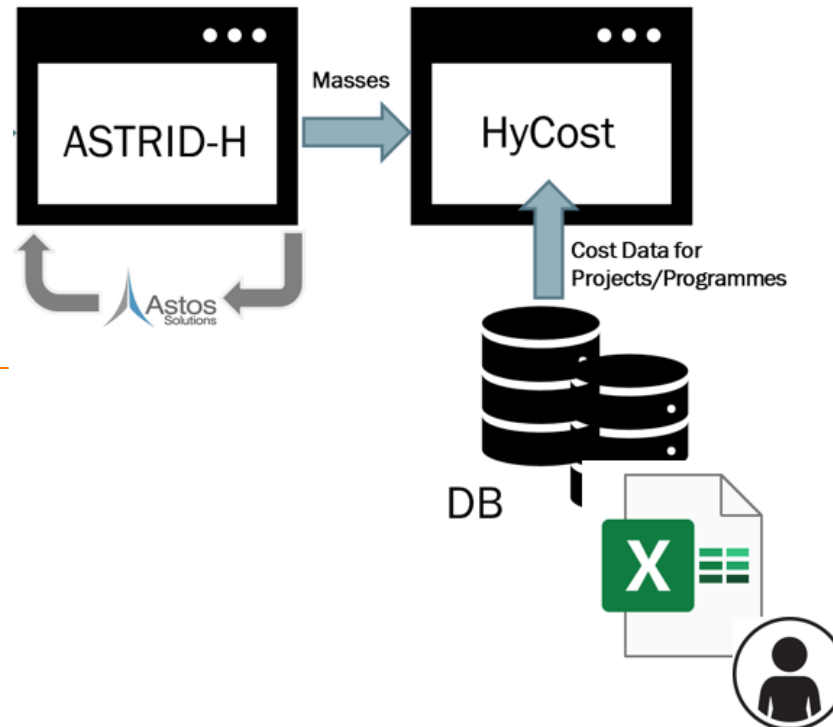 ASTRID-H
Masses
HyCost
Astos
Solutions
Cost Data for
Projects/Programmes
DB
X